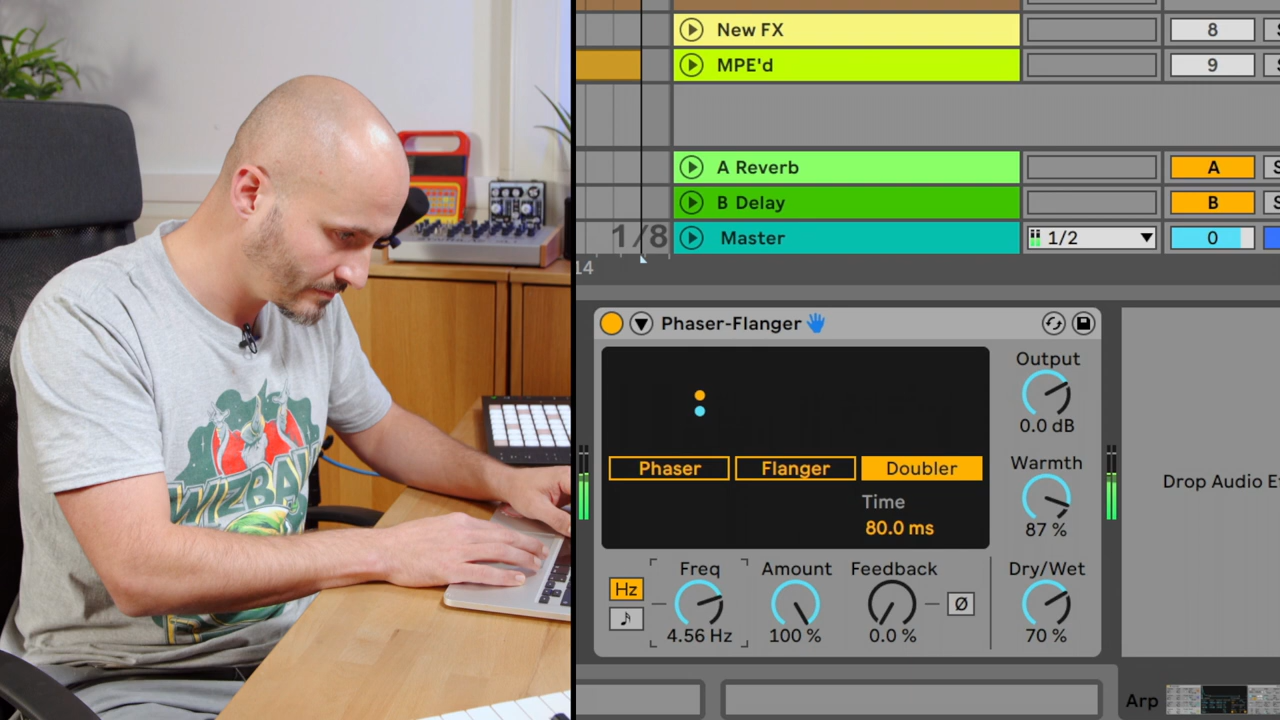 New FX
8
MPE'd
9
A Reverb
A
B Delay
B
1/8
Master
1/2
0
14
Phaser-Flanger
Output
0.0 dB
Phaser
Flanger
Doubler
Warmth
87 %
Time
80.0 ms
Drop Audio E
Hz
Freq
4.56 Hz
Amount
100 %
Feedback
0.0 %
Ø
Dry/Wet
70 %
Arp
WIZBA